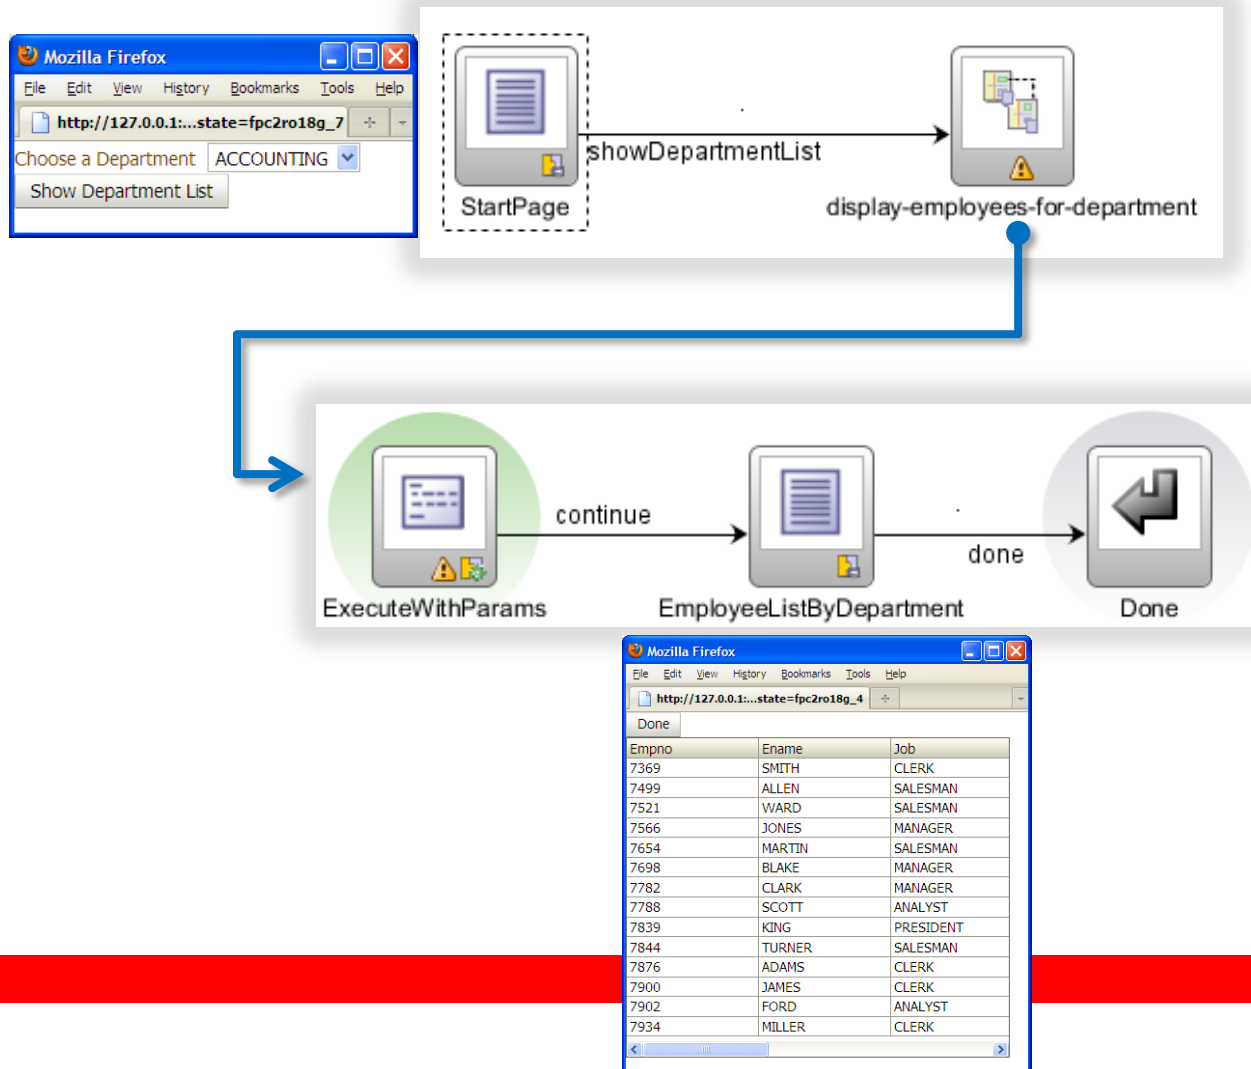 Mozilla Firefox
File Edit View History Bookmarks Tools Help
http://127.0.0.1:...state=fpc2ro18g_7
Choose a Department ACCOUNTING
Show Department List
showDepartmentList
StartPage
display-employees-for-department
continue
done
ExecuteWithParams
EmployeeListByDepartment
Done
Mozilla Firefox
File Edit View History Bookmarks Tools Help
http://127.0.0.1:...state=fpc2ro18g_4
Done
Empno Ename Job
7369 SMITH CLERK
7499 ALLEN SALESMAN
7521 WARD SALESMAN
7566 JONES MANAGER
7654 MARTIN SALESMAN
7698 BLAKE MANAGER
7782 CLARK MANAGER
7788 SCOTT ANALYST
7839 KING PRESIDENT
7844 TURNER SALESMAN
7876 ADAMS CLERK
7900 JAMES CLERK
7902 FORD ANALYST
7934 MILLER CLERK